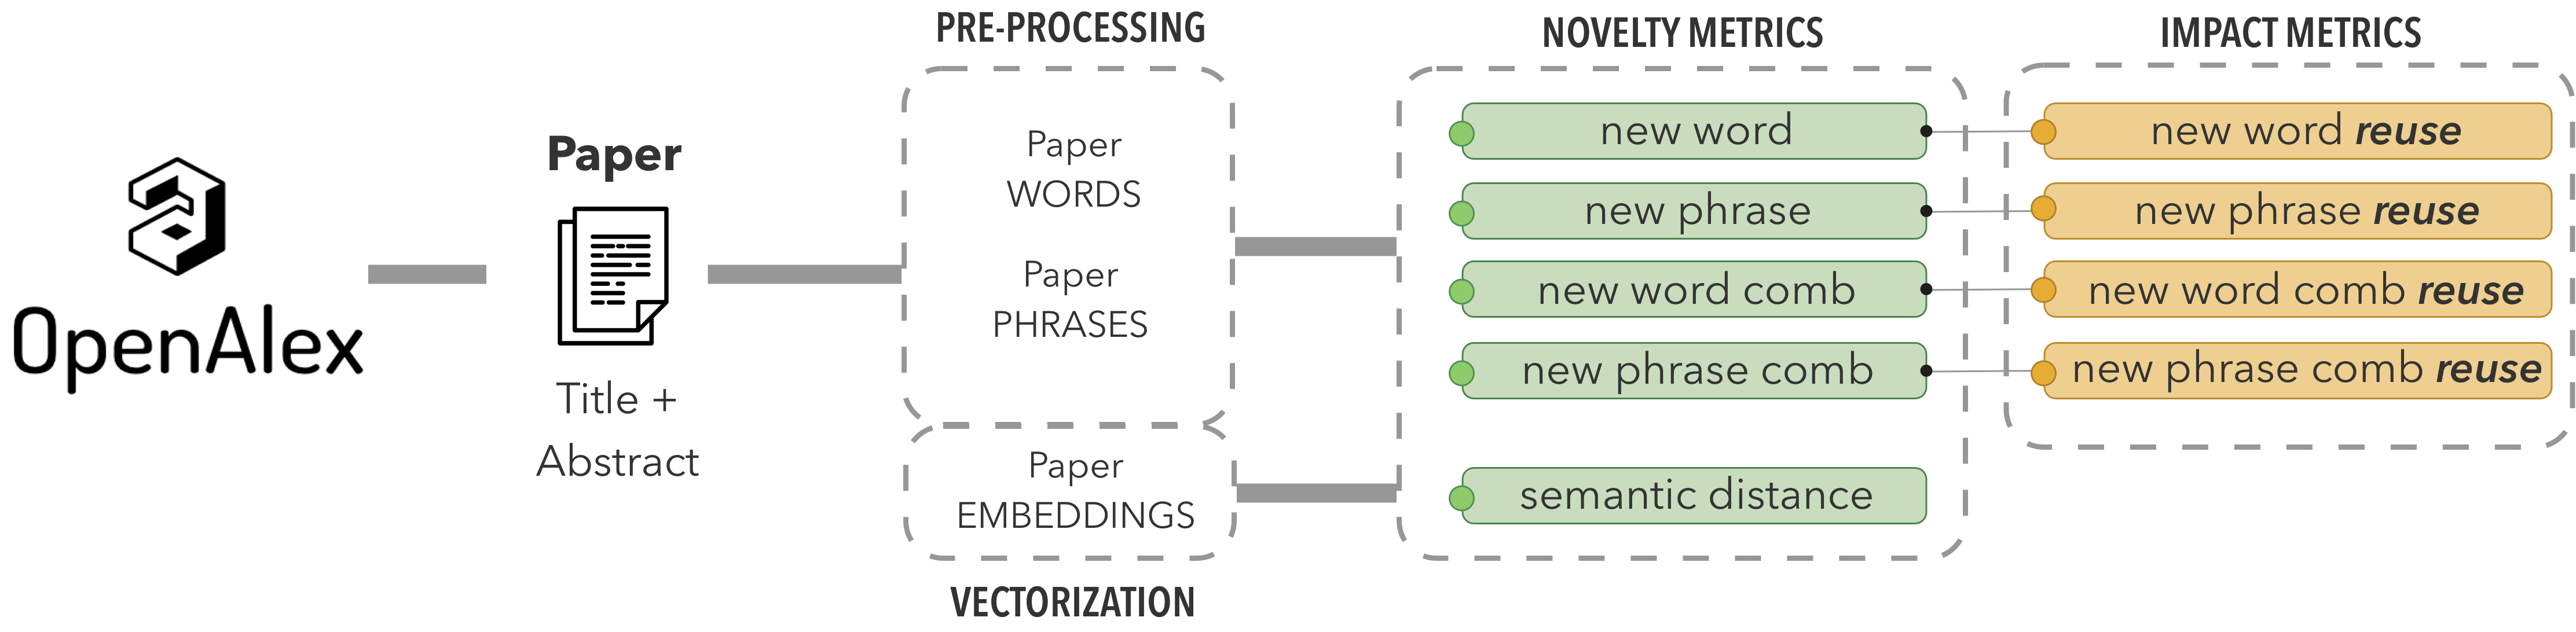 OpenAlex
Paper
Title +
Abstract
PRE-PROCESSING
Paper
WORDS
Paper
PHRASES
Paper
EMBEDDINGS
VECTORIZATION
NOVELTY METRICS
new word
new phrase
new word comb
new phrase comb
semantic distance
IMPACT METRICS
new word reuse
new phrase reuse
new word comb reuse
new phrase comb reuse